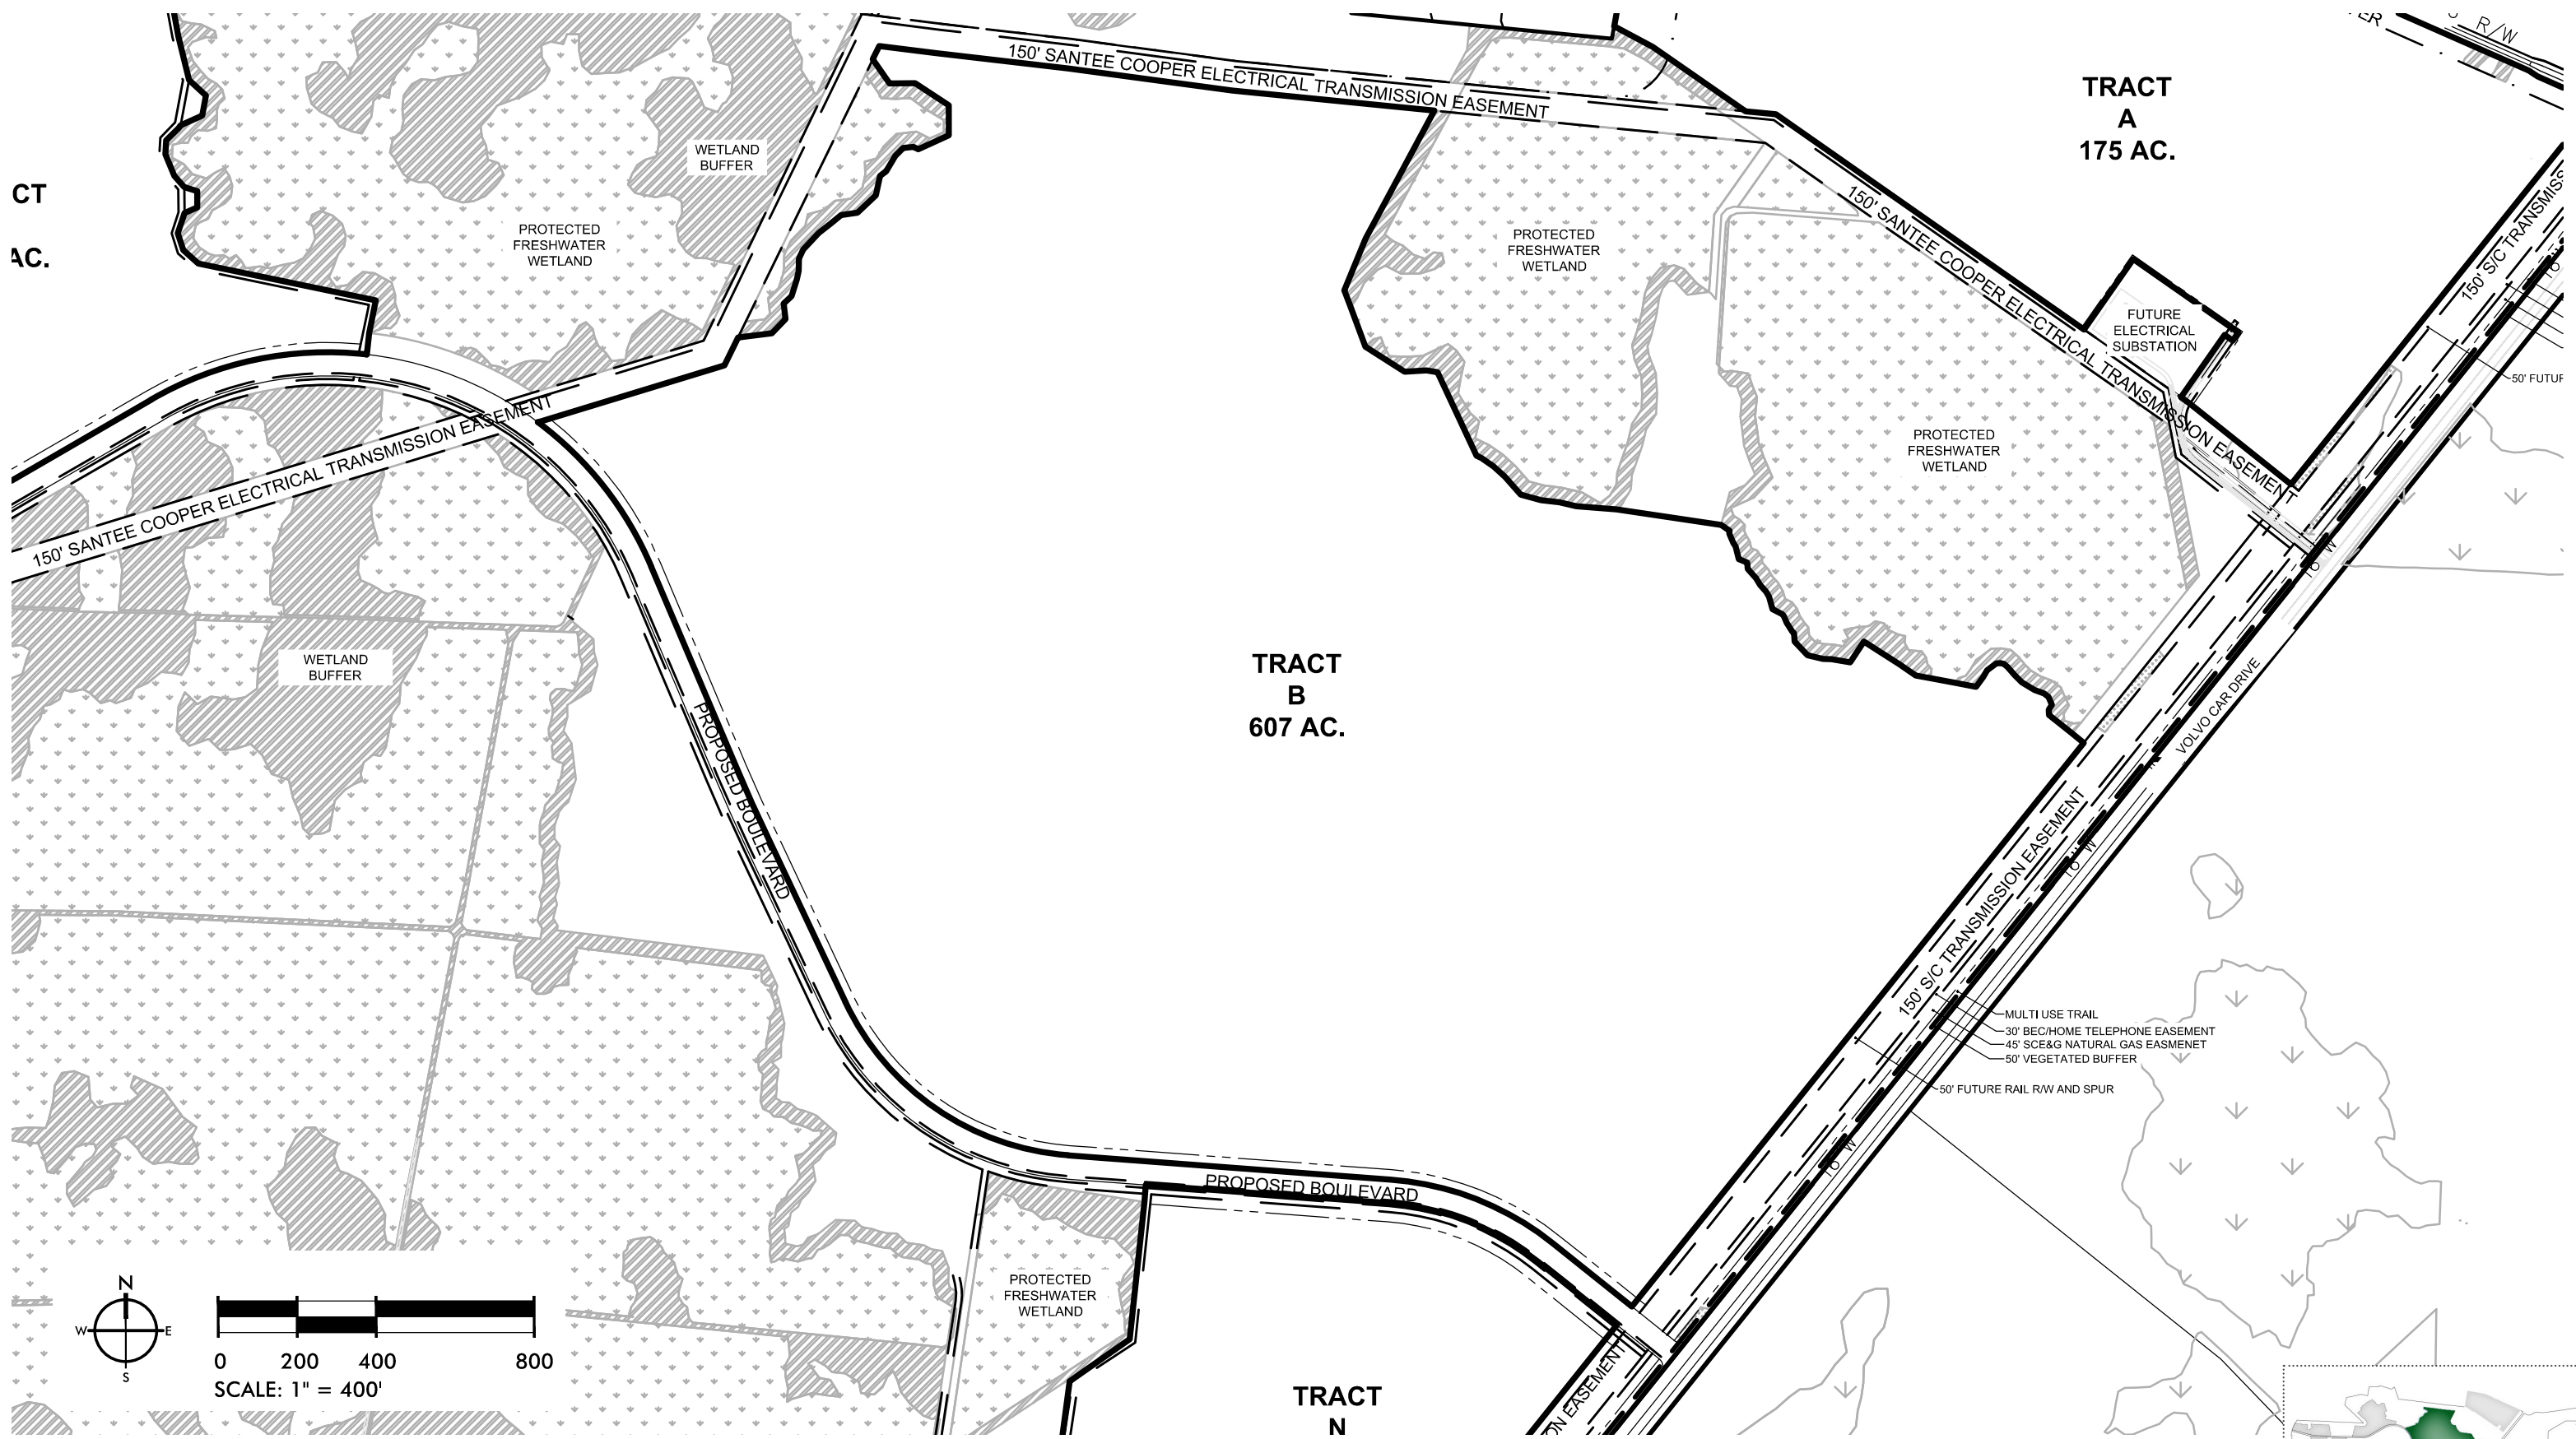 150' SANTEE COOPER ELECTRICAL TRANSMISSION EASEMENT
R/W
TRACT
A
175 AC.
WETLAND
BUFFER
CT
AC.
PROTECTED
FRESHWATER
WETLAND
PROTECTED
FRESHWATER
WETLAND
150' SANTEE COOPER ELECTRICAL TRANSMISSION EASEMENT
150' S/C TRANSMISS
FUTURE
ELECTRICAL
SUBSTATION
50' FUTUR
150' SANTEE COOPER ELECTRICAL TRANSMISSION EASEMENT
PROTECTED
FRESHWATER
WETLAND
WETLAND
BUFFER
TRACT
B
607 AC.
VOLVO CAR DRIVE
PROPOSED BOULEVARD
150' S/C TRANSMISSION EASEMENT
MULTI USE TRAIL
30' BEC/HOME TELEPHONE EASEMENT
45' SCE&G NATURAL GAS EASMENET
50' VEGETATED BUFFER
50' FUTURE RAIL R/W AND SPUR
PROPOSED BOULEVARD
PROTECTED
FRESHWATER
WETLAND
N
W E
S
0 200 400 800
SCALE: 1" = 400'
TRACT
N
ON EASEMENT